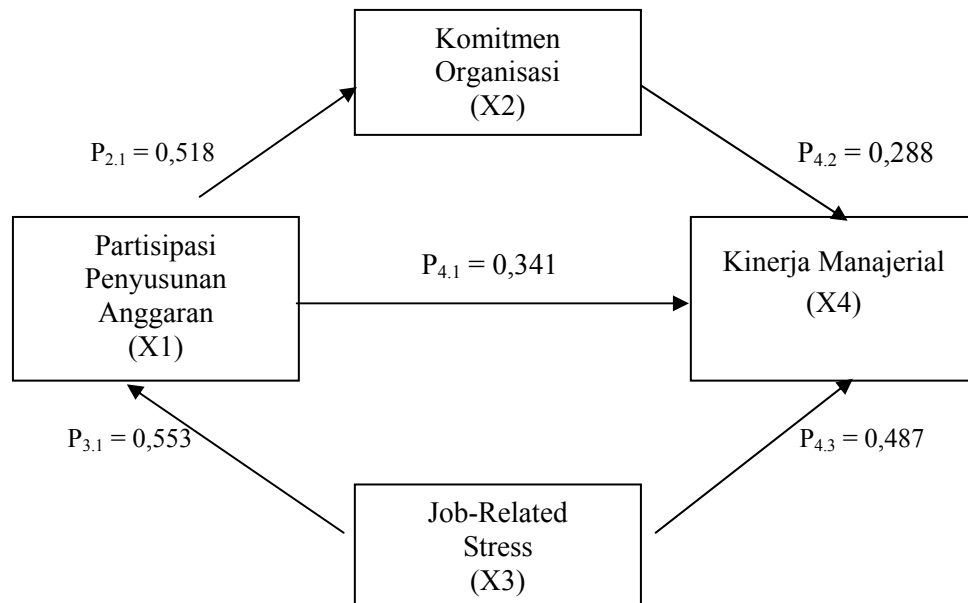 Komitmen
Organisasi
(X2)
P2.1 = 0,518
P4.2 = 0,288
Partisipasi
Penyusunan
Anggaran
(X1)
P4.1 = 0,341
Kinerja Manajerial
(X4)
P3.1 = 0,553
P4.3 = 0,487
Job-Related
Stress
(X3)